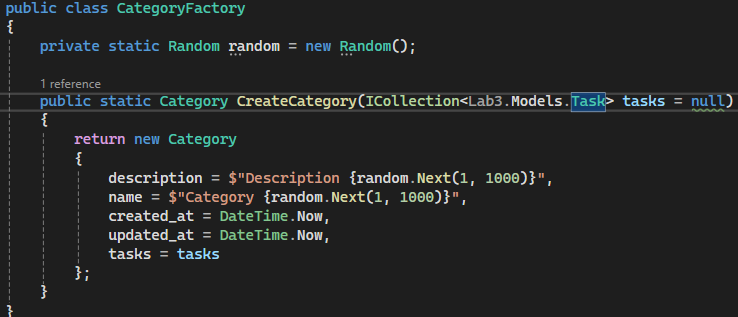 public class CategoryFactory
{
    private static Random random = new Random();
    1 reference
    public static Category CreateCategory(ICollection<Lab3.Models.Task> tasks = null)
    {
        return new Category
        {
            description = $"Description {random.Next(1, 1000)}",
            name = $"Category {random.Next(1, 1000)}",
            created_at = DateTime.Now,
            updated_at = DateTime.Now,
            tasks = tasks
        };
    }
}